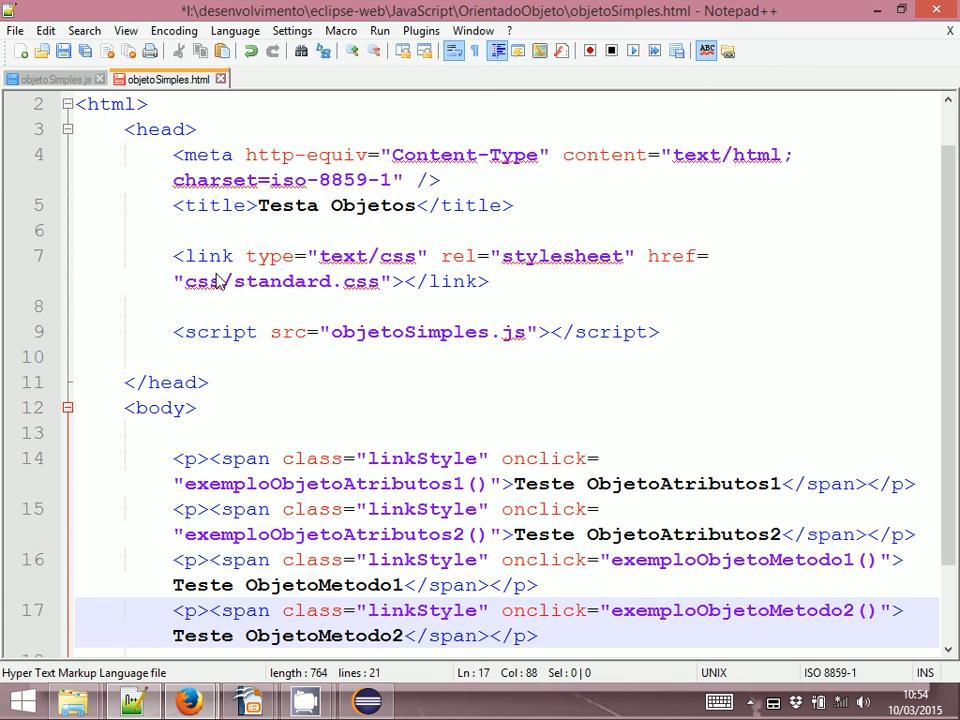 *I:\desenvolvimento\eclipse-web\JavaScript\OrientadoObjeto\objetoSimples.html - Notepad++
File Edit Search View Encoding Language Settings Macro Run Plugins Window ? X
objetoSimples.js objetoSimples.html
2 <html>
3 <head>
4 <meta http-equiv="Content-Type" content="text/html;
charset=iso-8859-1" />
5 <title>Testa Objetos</title>
6
7 <link type="text/css" rel="stylesheet" href=
"css/standard.css"></link>
8
9 <script src="objetoSimples.js"></script>
10
11 </head>
12 <body>
13
14 <p><span class="linkStyle" onclick=
"exemploObjetoAtributos1()">Teste ObjetoAtributos1</span></p>
15 <p><span class="linkStyle" onclick=
"exemploObjetoAtributos2()">Teste ObjetoAtributos2</span></p>
16 <p><span class="linkStyle" onclick="exemploObjetoMetodo1()">
Teste ObjetoMetodo1</span></p>
17 <p><span class="linkStyle" onclick="exemploObjetoMetodo2()">
Teste ObjetoMetodo2</span></p>
Hyper Text Markup Language file length : 764 lines : 21 Ln : 17 Col : 88 Sel : 0 | 0 UNIX ISO 8859-1 INS
10:54
10/03/2015